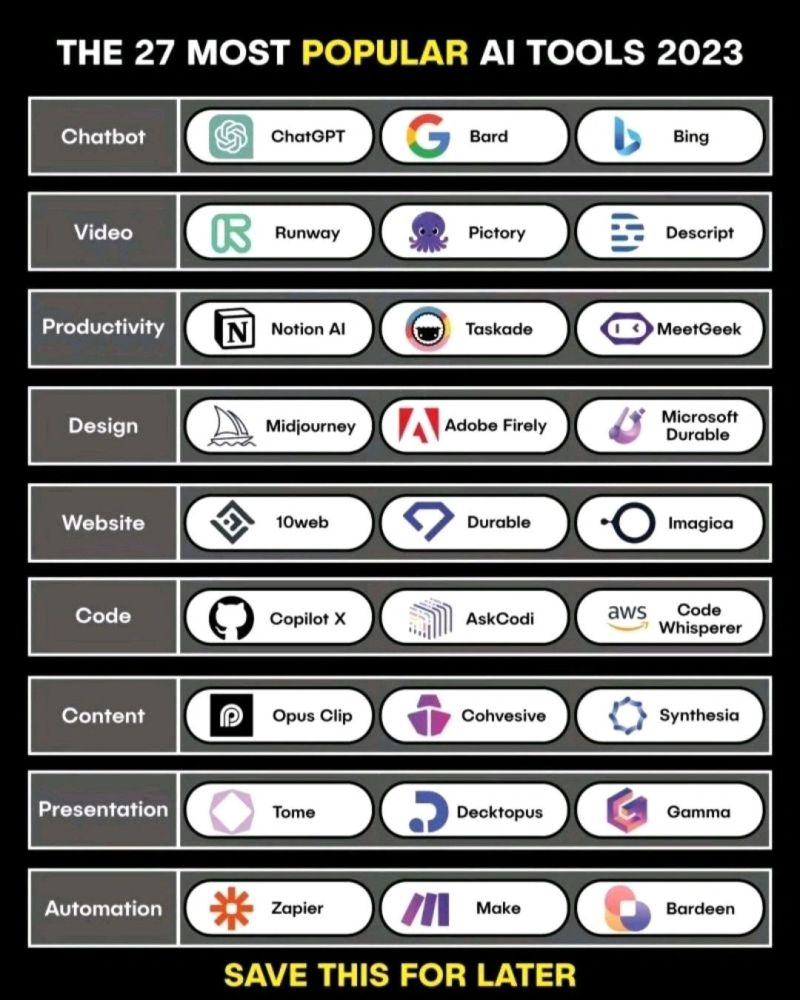 THE 27 MOST POPULAR AI TOOLS 2023
Chatbot
ChatGPT
Bard
Bing
Video
Runway
Pictory
Descript
Productivity
N
Notion AI
Taskade
MeetGeek
Design
Midjourney
Adobe Firely
Microsoft
Durable
Website
10web
Durable
Imagica
Code
Copilot X
AskCodi
aws
Code
Whisperer
Content
Opus Clip
Cohvesive
Synthesia
Presentation
Tome
Decktopus
Gamma
Automation
Zapier
Make
Bardeen
SAVE THIS FOR LATER